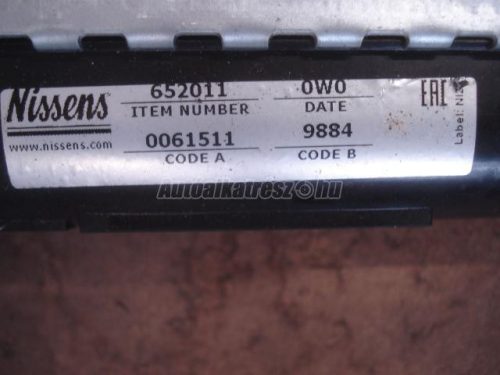 Nissens
www.nissens.com
652011 0W0
ITEM NUMBER DATE
0061511 9884
CODE A CODE B
EAC
Label:
Autoalkatresz.hu